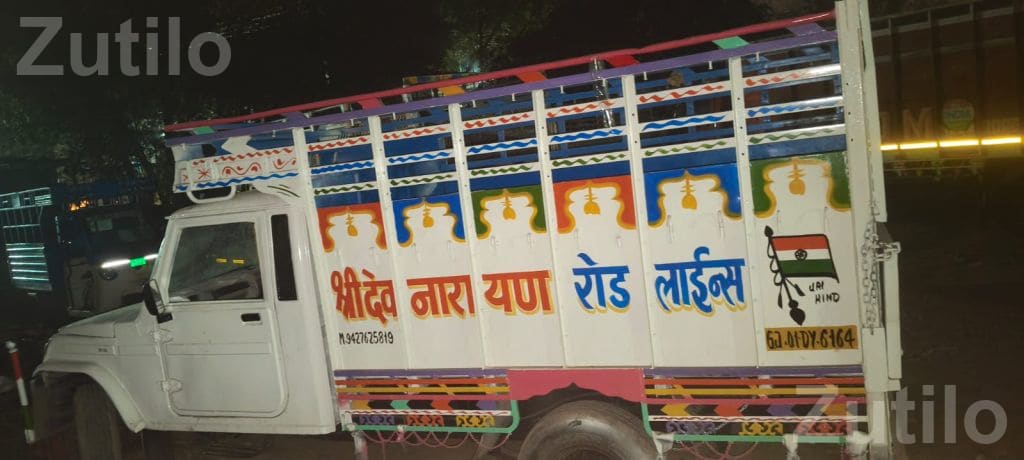 Zutilo
श्रीदेव नारायण रोड लाईन्स
M.9427625819
JAI
HIND
GJ.01-DY-6164
M
Zutilo